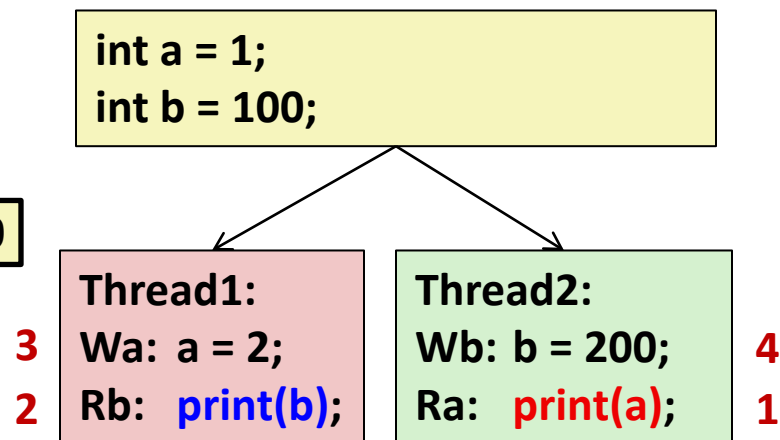 int a = 1;
int b = 100;
Thread1:
3 Wa: a = 2;
2 Rb: print(b);
Thread2:
Wb: b = 200; 4
Ra: print(a); 1